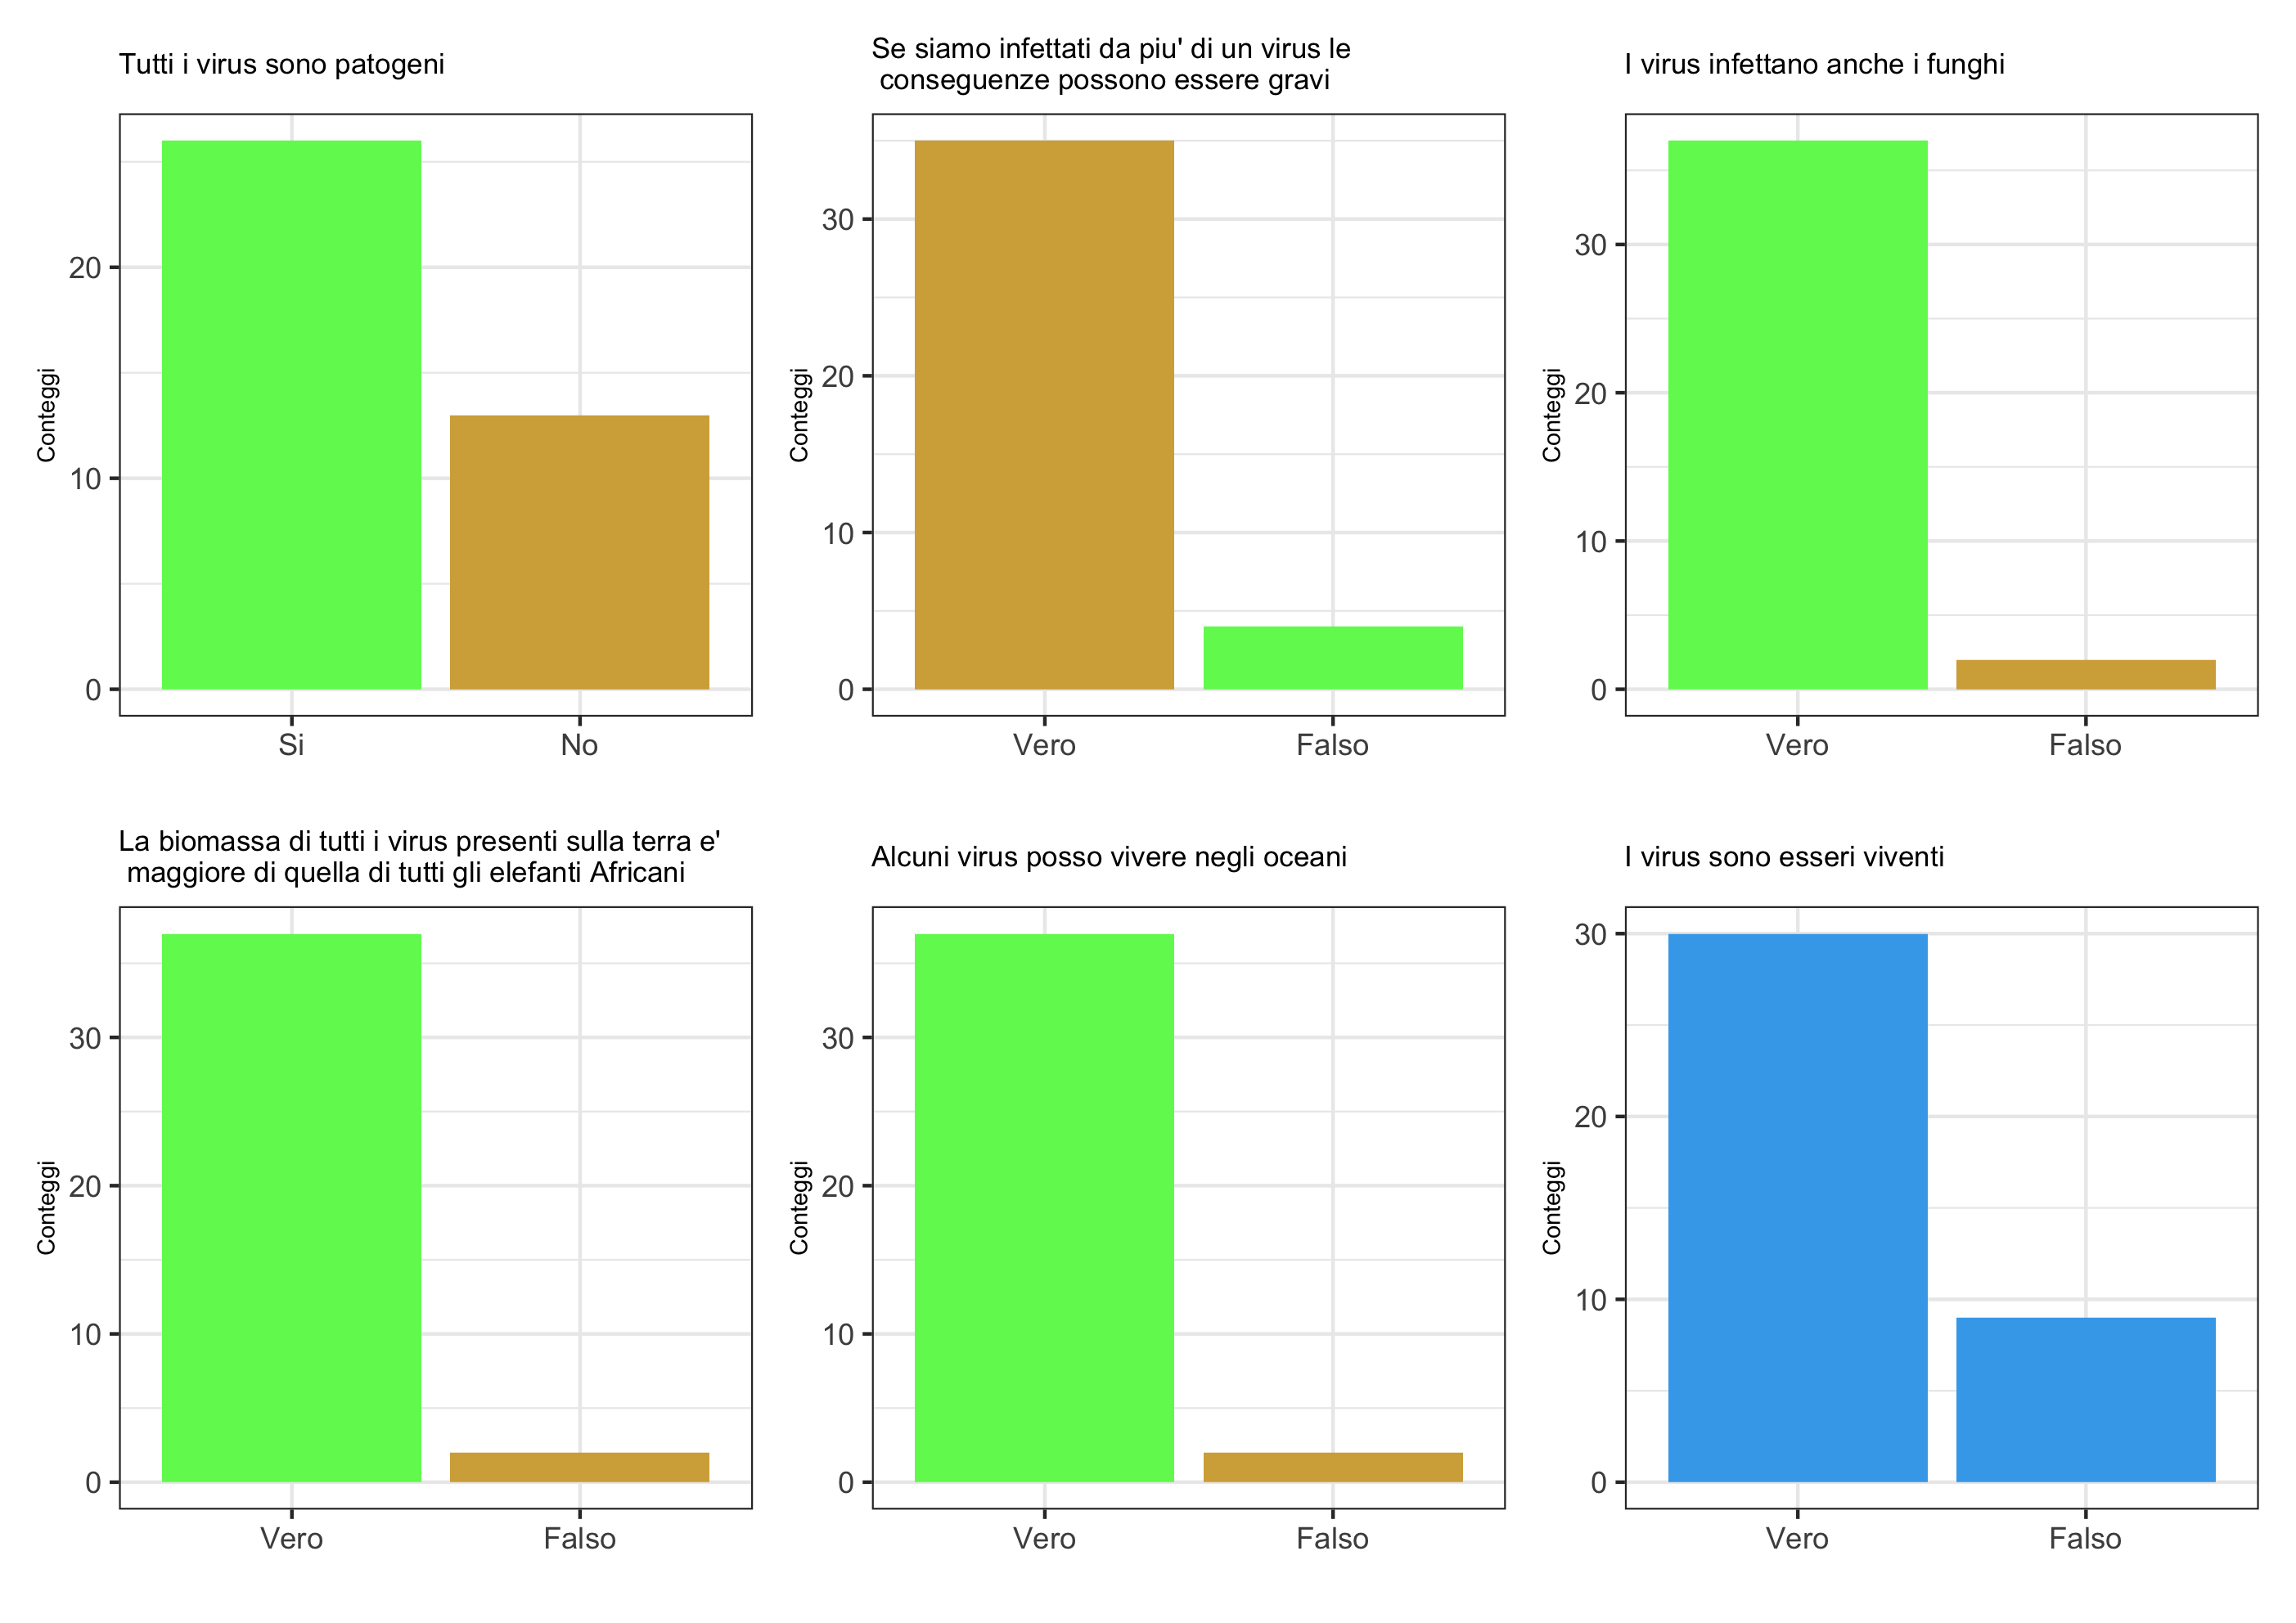 Tutti i virus sono patogeni
Conteggi
20
10
0
Si No
Se siamo infettati da piu' di un virus le
conseguenze possono essere gravi
Conteggi
30
20
10
0
Vero Falso
I virus infettano anche i funghi
Conteggi
30
20
10
0
Vero Falso
La biomassa di tutti i virus presenti sulla terra e'
maggiore di quella di tutti gli elefanti Africani
Conteggi
30
20
10
0
Vero Falso
Alcuni virus posso vivere negli oceani
Conteggi
30
20
10
0
Vero Falso
I virus sono esseri viventi
Conteggi
30
20
10
0
Vero Falso